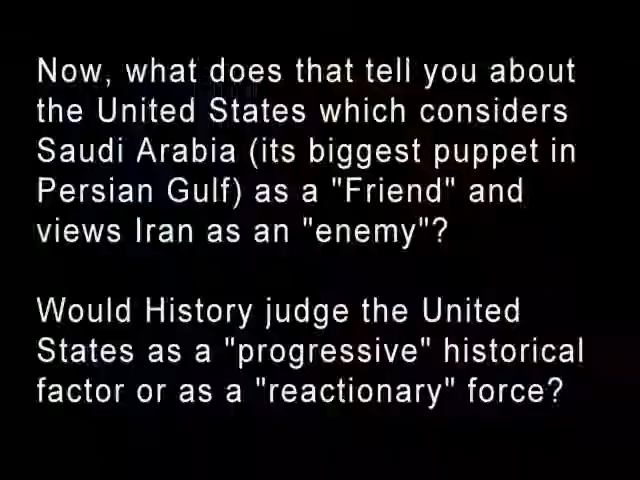 Now, what does that tell you about
the United States which considers
Saudi Arabia (its biggest puppet in
Persian Gulf) as a "Friend" and
views Iran as an "enemy"?
Would History judge the United
States as a "progressive" historical
factor or as a "reactionary" force?